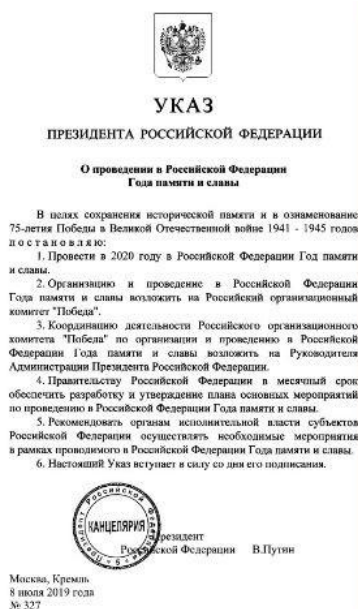 УКАЗ
ПРЕЗИДЕНТА РОССИЙСКОЙ ФЕДЕРАЦИИ
О проведении в Российской Федерации
Года памяти и славы
В целях сохранения исторической памяти и в ознаменование
75-летия Победы в Великой Отечественной войне 1941 - 1945 годов
п о с т а н о в л я ю:
1. Провести в 2020 году в Российской Федерации Год памяти
и славы.
2. Организацию и проведение в Российской Федерации
Года памяти и славы возложить на Российский организационный
комитет "Победа".
3. Координацию деятельности Российского организационного
комитета "Победа" по организации и проведению в Российской
Федерации Года памяти и славы возложить на Руководителя
Администрации Президента Российской Федерации.
4. Правительству Российской Федерации в месячный срок
обеспечить разработку и утверждение плана основных мероприятий
по проведению в Российской Федерации Года памяти и славы.
5. Рекомендовать органам исполнительной власти субъектов
Российской Федерации осуществлять необходимые мероприятия
в рамках проводимого в Российской Федерации Года памяти и славы.
6. Настоящий Указ вступает в силу со дня его подписания.
Президент Российской Федерации
КАНЦЕЛЯРИЯ
5
Президент
Российской Федерации В.Путин
Москва, Кремль
8 июля 2019 года
№ 327